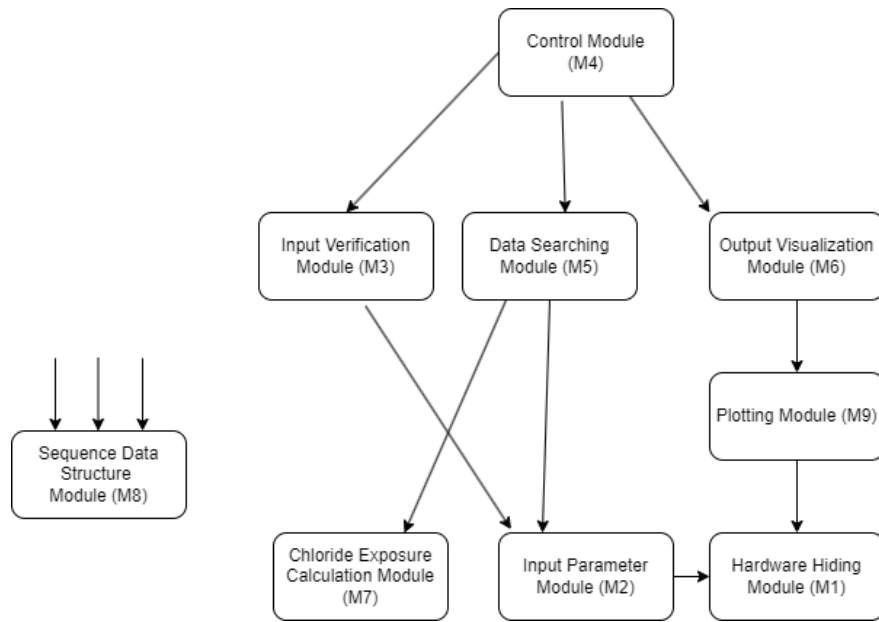 Control Module
(M4)
Input Verification
Module (M3)
Data Searching
Module (M5)
Output Visualization
Module (M6)
Plotting Module (M9)
Sequence Data
Structure
Module (M8)
Chloride Exposure
Calculation Module
(M7)
Input Parameter
Module (M2)
Hardware Hiding
Module (M1)